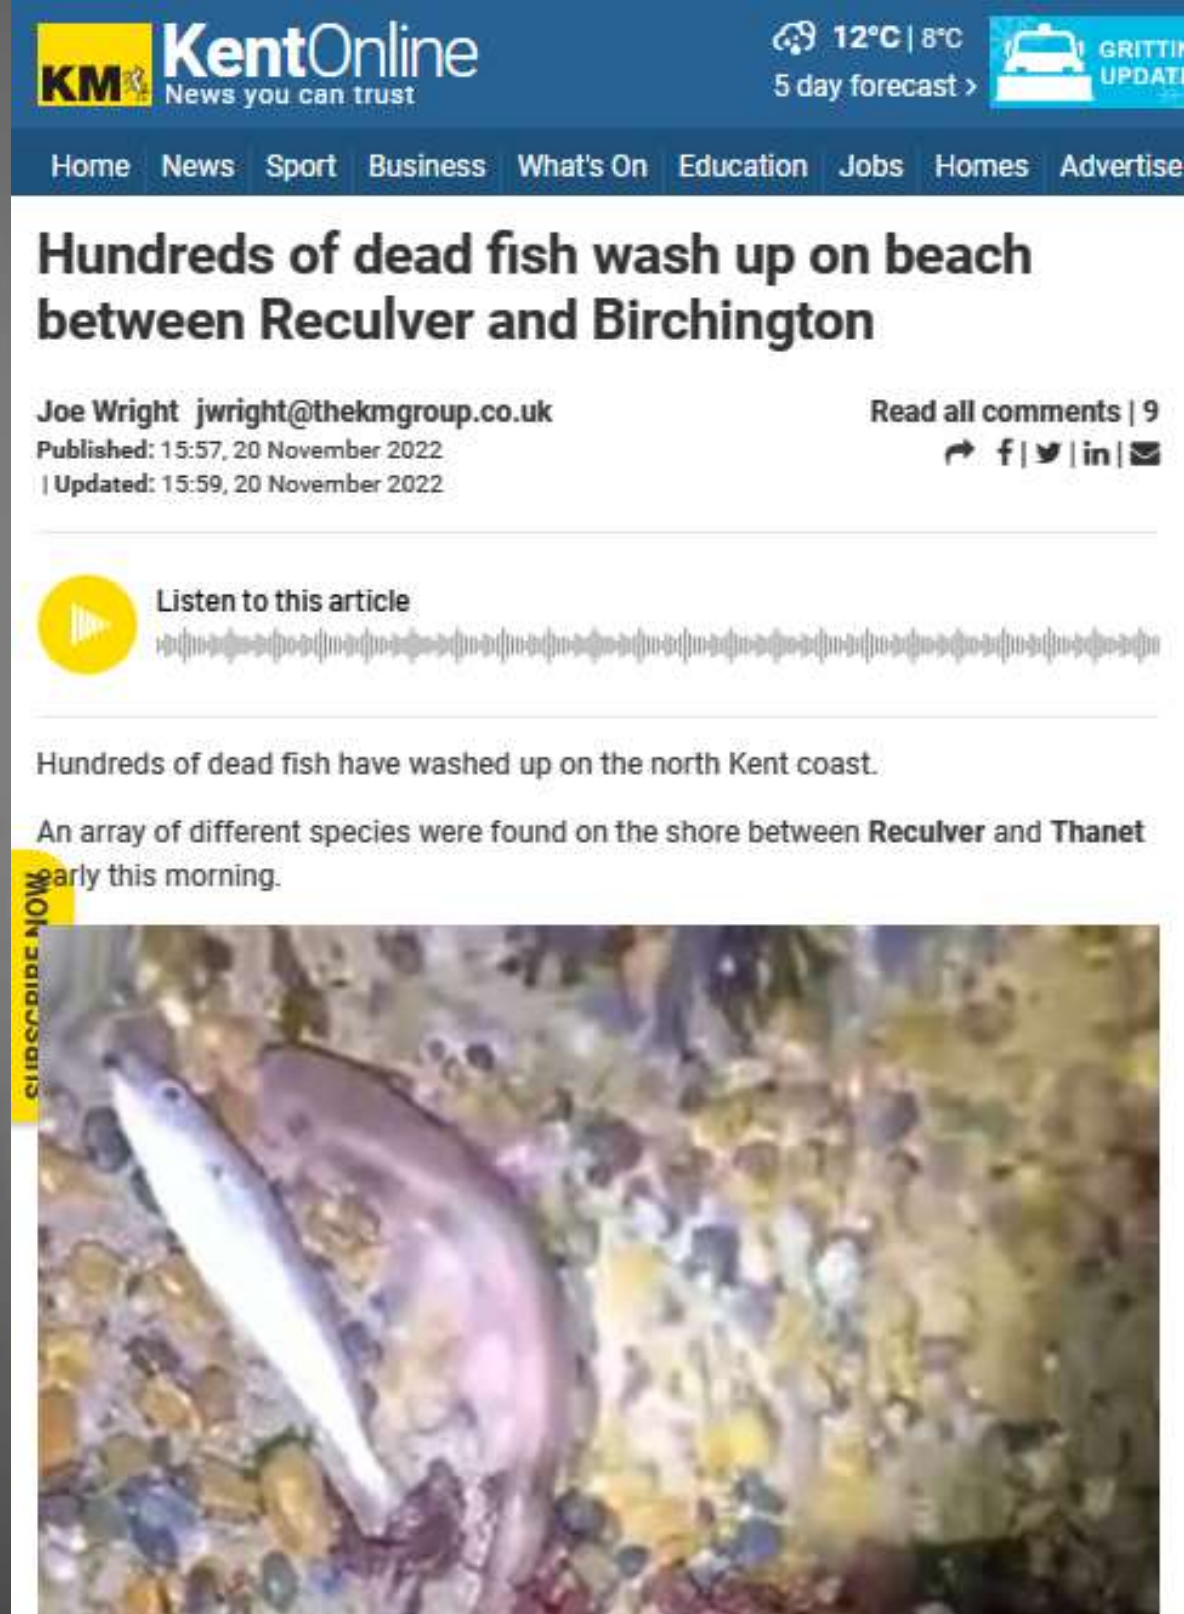 KM KentOnline
News you can trust
12°C | 8°C
5 day forecast >
Home News Sport Business What's On Education Jobs Homes Advertise
Hundreds of dead fish wash up on beach
between Reculver and Birchington
Joe Wright jwright@thekmgroup.co.uk
Read all comments | 9
Published: 15:57, 20 November 2022
| Updated: 15:59, 20 November 2022
Listen to this article
Hundreds of dead fish have washed up on the north Kent coast.
An array of different species were found on the shore between Reculver and Thanet
early this morning.
SUBSCRIBE NOW